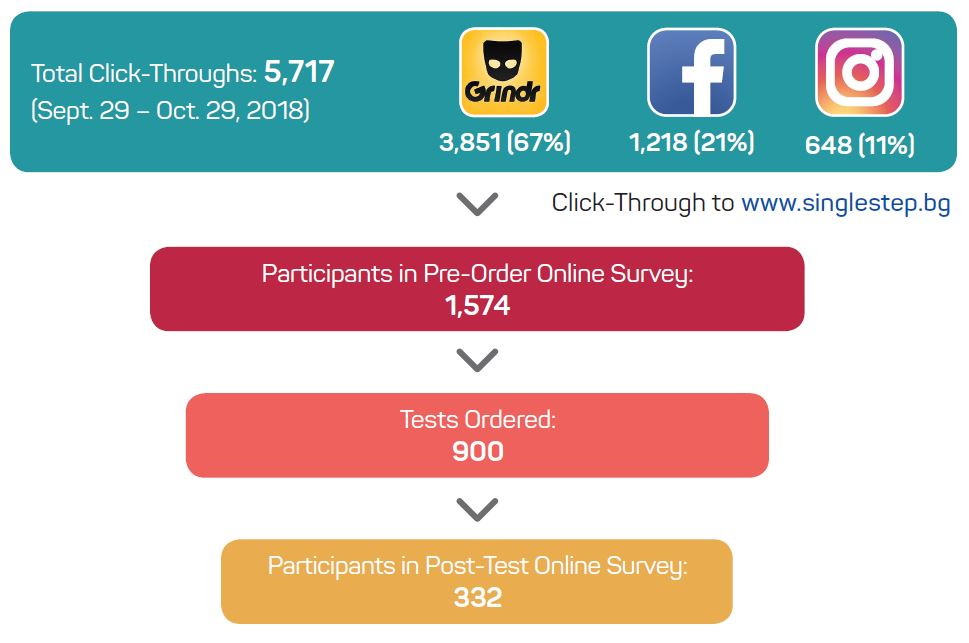 Total Click-Throughs: 5,717
(Sept. 29 – Oct. 29, 2018)
Grindr
3,851 (67%)
1,218 (21%)
648 (11%)
Click-Through to www.singlestep.bg
Participants in Pre-Order Online Survey:
1,574
Tests Ordered:
900
Participants in Post-Test Online Survey:
332